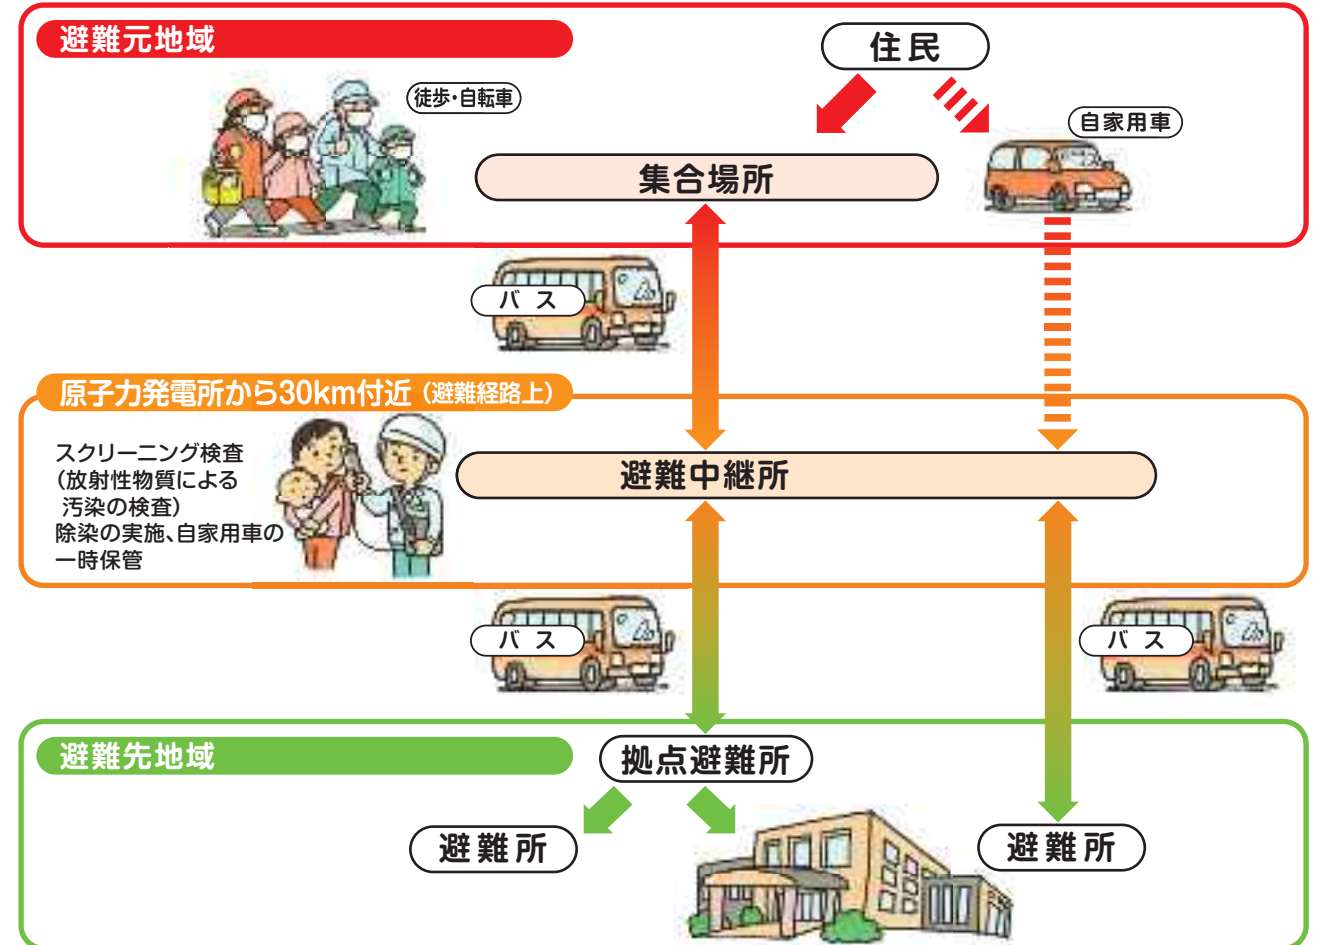 避難元地域
住民
徒歩・自転車
自家用車
集合場所
バス
原子力発電所から30km付近（避難経路上）
スクリーニング検査
（放射性物質による
汚染の検査）
除染の実施、自家用車の
一時保管
避難中継所
バス
バス
避難先地域
拠点避難所
避難所
避難所